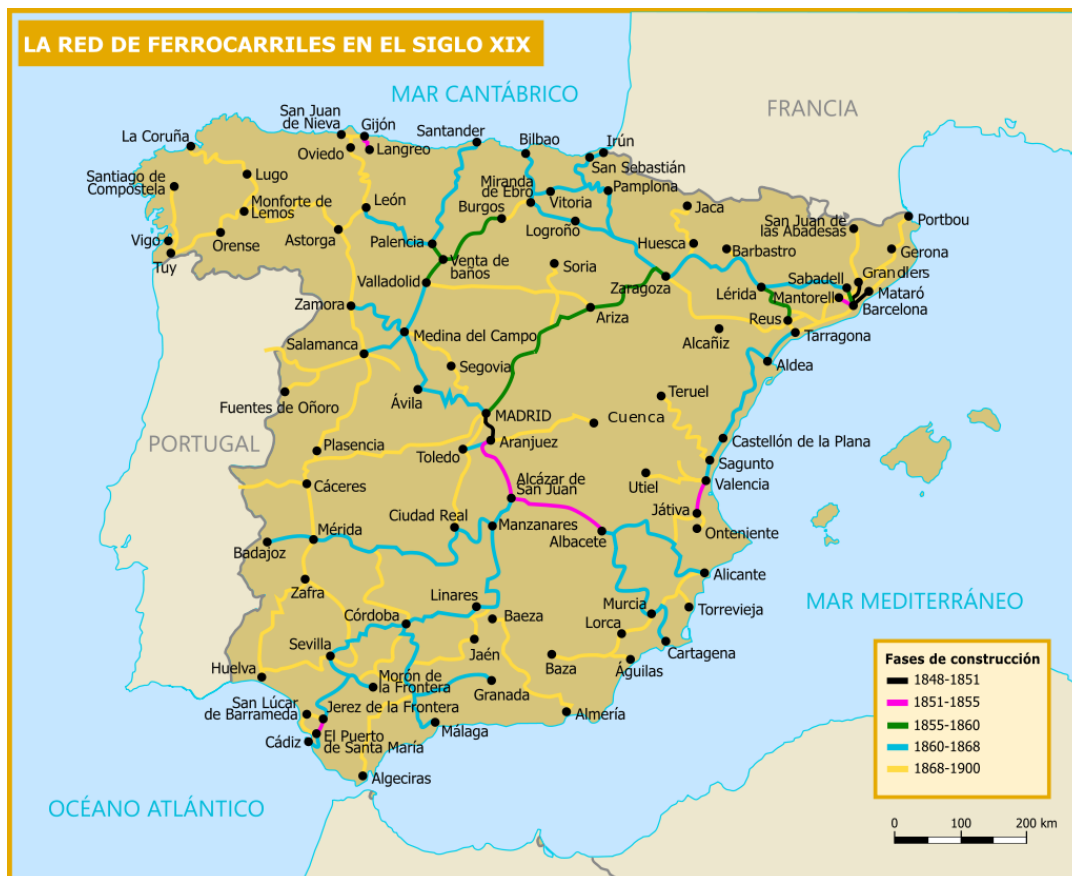 LA RED DE FERROCARRILES EN EL SIGLO XIX
MAR CANTÁBRICO
FRANCIA
San Juan
de Nieva
Gijón
Santander
Bilbao
Irún
La Coruña
Oviedo
Langreo
San Sebastián
Santiago de
Compostela
Lugo
Miranda
de Ebro
Vitoria
Pamplona
Monforte de
Lemos
León
Burgos
Logroño
Jaca
San Juan de
las Abadesas
Portbou
Vigo
Orense
Astorga
Palencia
Huesca
Barbastro
Gerona
Tuy
Venta de
baños
Soria
Sabadell
Grandlers
Valladolid
Zaragoza
Lérida
Mantorell
Mataró
Barcelona
Zamora
Ariza
Reus
Tarragona
Medina del Campo
Alcañiz
Salamanca
Segovia
Aldea
Fuentes de Oñoro
Ávila
Teruel
MADRID
Cuenca
PORTUGAL
Plasencia
Toledo
Aranjuez
Castellón de la Plana
Sagunto
Cáceres
Alcázar de
San Juan
Utiel
Valencia
Ciudad Real
Manzanares
Játiva
Mérida
Albacete
Onteniente
Badajoz
Zafra
Alicante
Linares
Baeza
Murcia
Torrevieja
MAR MEDITERRÁNEO
Córdoba
Lorca
Sevilla
Jaén
Baza
Cartagena
Huelva
Morón de
la Frontera
Granada
Águilas
San Lúcar
de Barrameda
Jerez de la Frontera
Almería
Málaga
Cádiz
El Puerto
de Santa María
Algeciras
OCÉANO ATLÁNTICO
Fases de construcción
1848-1851
1851-1855
1855-1860
1860-1868
1868-1900
0 100 200 km